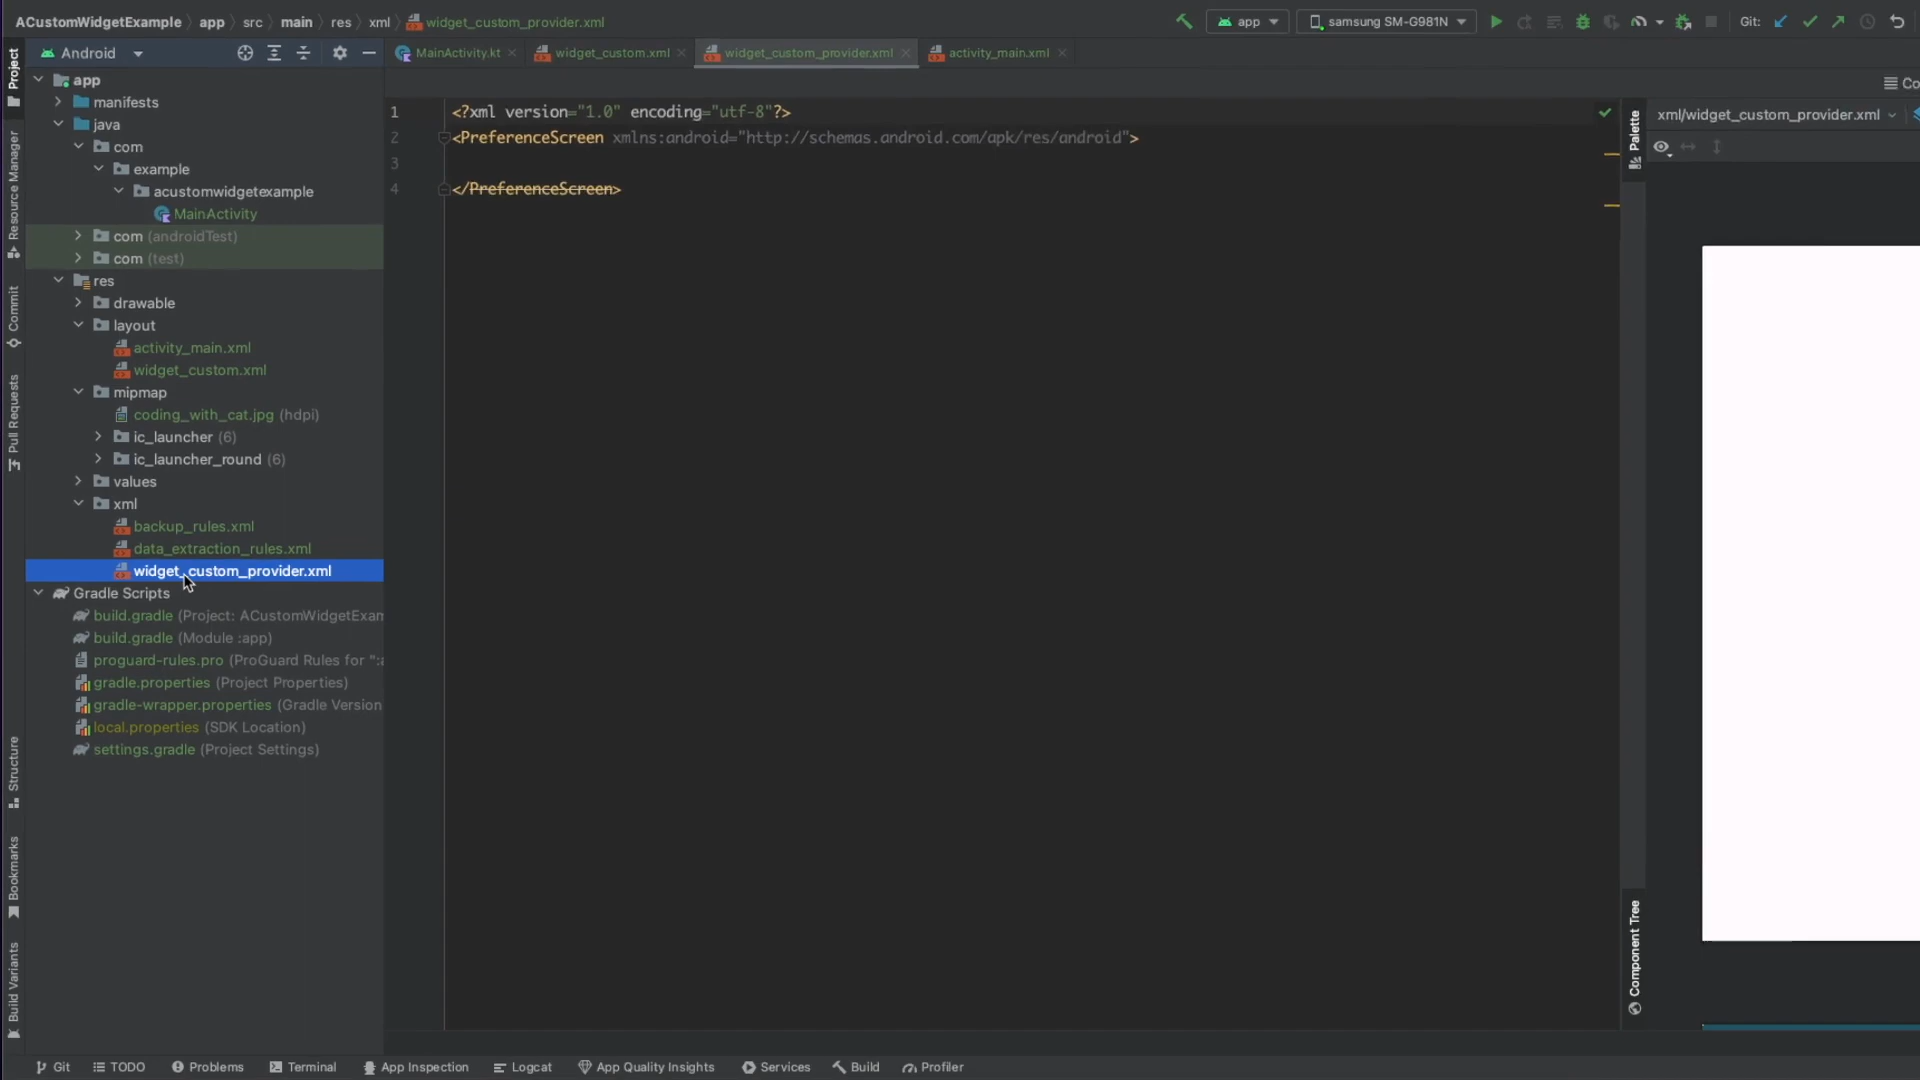 ACustomWidgetExample app src main res xml widget_custom_provider.xml app samsung SM-G981N Git:
Android MainActivity.kt widget_custom.xml widget_custom_provider.xml activity_main.xml
app
manifests
java
com
example
acustomwidgetexample
MainActivity
com (androidTest)
com (test)
res
drawable
layout
activity_main.xml
widget_custom.xml
mipmap
coding_with_cat.jpg (hdpi)
ic_launcher (6)
ic_launcher_round (6)
values
xml
backup_rules.xml
data_extraction_rules.xml
widget_custom_provider.xml
Gradle Scripts
build.gradle (Project: ACustomWidgetExam
build.gradle (Module :app)
proguard-rules.pro (ProGuard Rules for ":a
gradle.properties (Project Properties)
gradle-wrapper.properties (Gradle Version
local.properties (SDK Location)
settings.gradle (Project Settings)
1 <?xml version="1.0" encoding="utf-8"?>
2 <PreferenceScreen xmlns:android="http://schemas.android.com/apk/res/android">
3
4 </PreferenceScreen>
Co
xml/widget_custom_provider.xml
Palette
Component Tree
Project
Resource Manager
Commit
Pull Requests
Structure
Bookmarks
Build Variants
Git TODO Problems Terminal App Inspection Logcat App Quality Insights Services Build Profiler